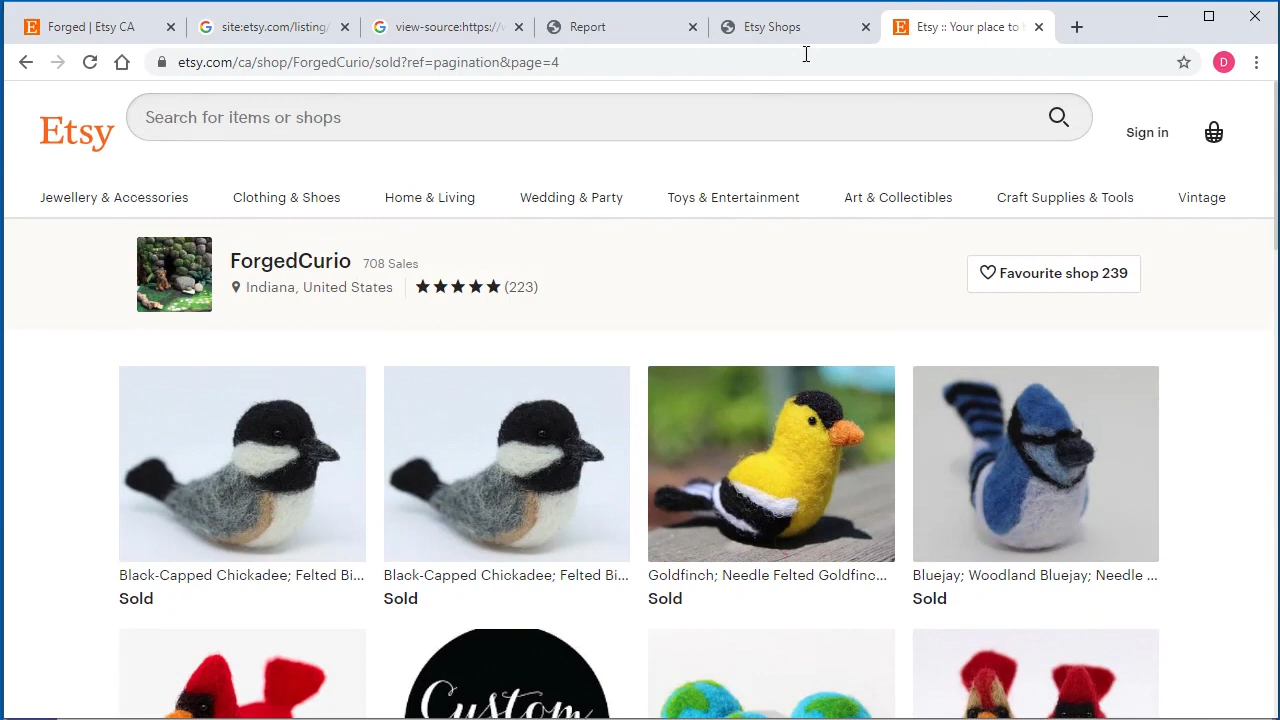 Forged | Etsy CA
site:etsy.com/listing/
view-source:https://
Report
Etsy Shops
Etsy :: Your place to
etsy.com/ca/shop/ForgedCurio/sold?ref=pagination&page=4
D
Etsy
Search for items or shops
Sign in
Jewellery & Accessories
Clothing & Shoes
Home & Living
Wedding & Party
Toys & Entertainment
Art & Collectibles
Craft Supplies & Tools
Vintage
ForgedCurio 708 Sales
Indiana, United States
(223)
Favourite shop 239
Black-Capped Chickadee; Felted Bi...
Black-Capped Chickadee; Felted Bi...
Goldfinch; Needle Felted Goldfinc...
Bluejay; Woodland Bluejay; Needle ...
Sold
Sold
Sold
Sold
Custom